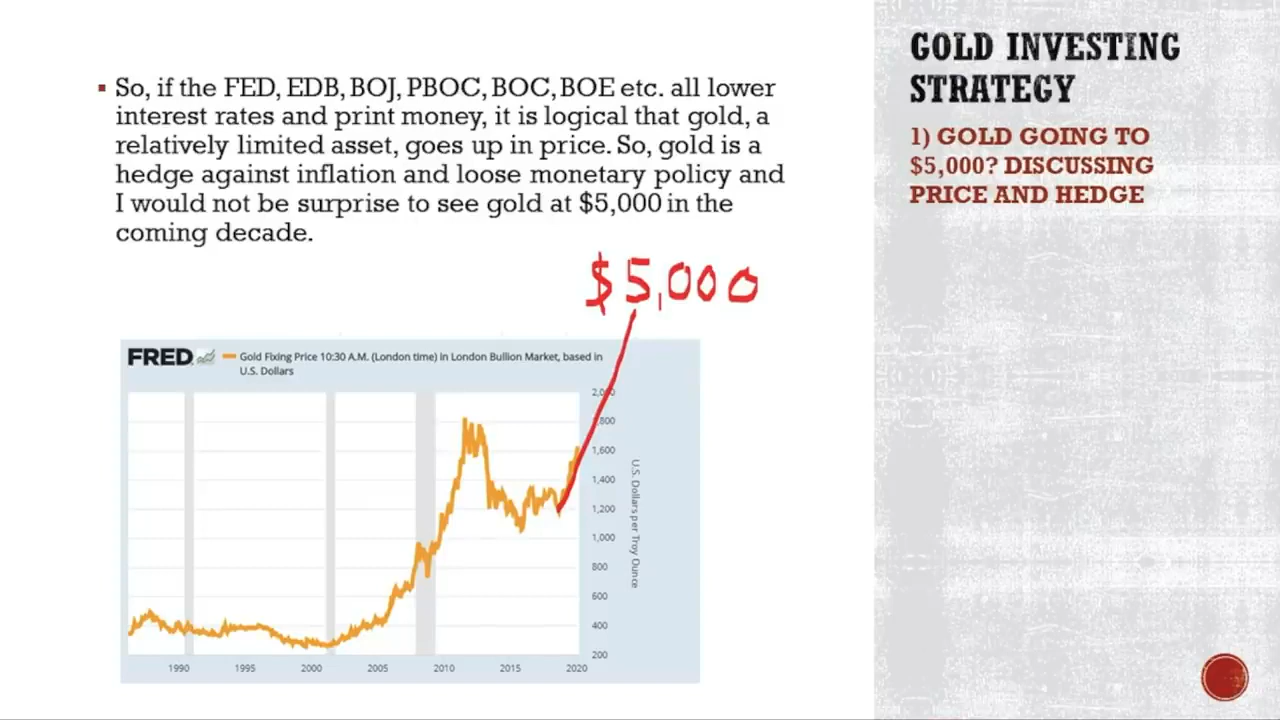 ▪ So, if the FED, EDB, BOJ, PBOC, BOC, BOE etc. all lower
interest rates and print money, it is logical that gold, a
relatively limited asset, goes up in price. So, gold is a
hedge against inflation and loose monetary policy and
I would not be surprise to see gold at $5,000 in the
coming decade.
$5,000
FRED
Gold Fixing Price 10:30 A.M. (London time) in London Bullion Market, based in
U.S. Dollars
2,000
1,800
1,600
1,400
1,200
1,000
800
600
400
200
U.S. Dollars per Troy Ounce
1990 1995 2000 2005 2010 2015 2020
GOLD INVESTING
STRATEGY
1) GOLD GOING TO
$5,000? DISCUSSING
PRICE AND HEDGE